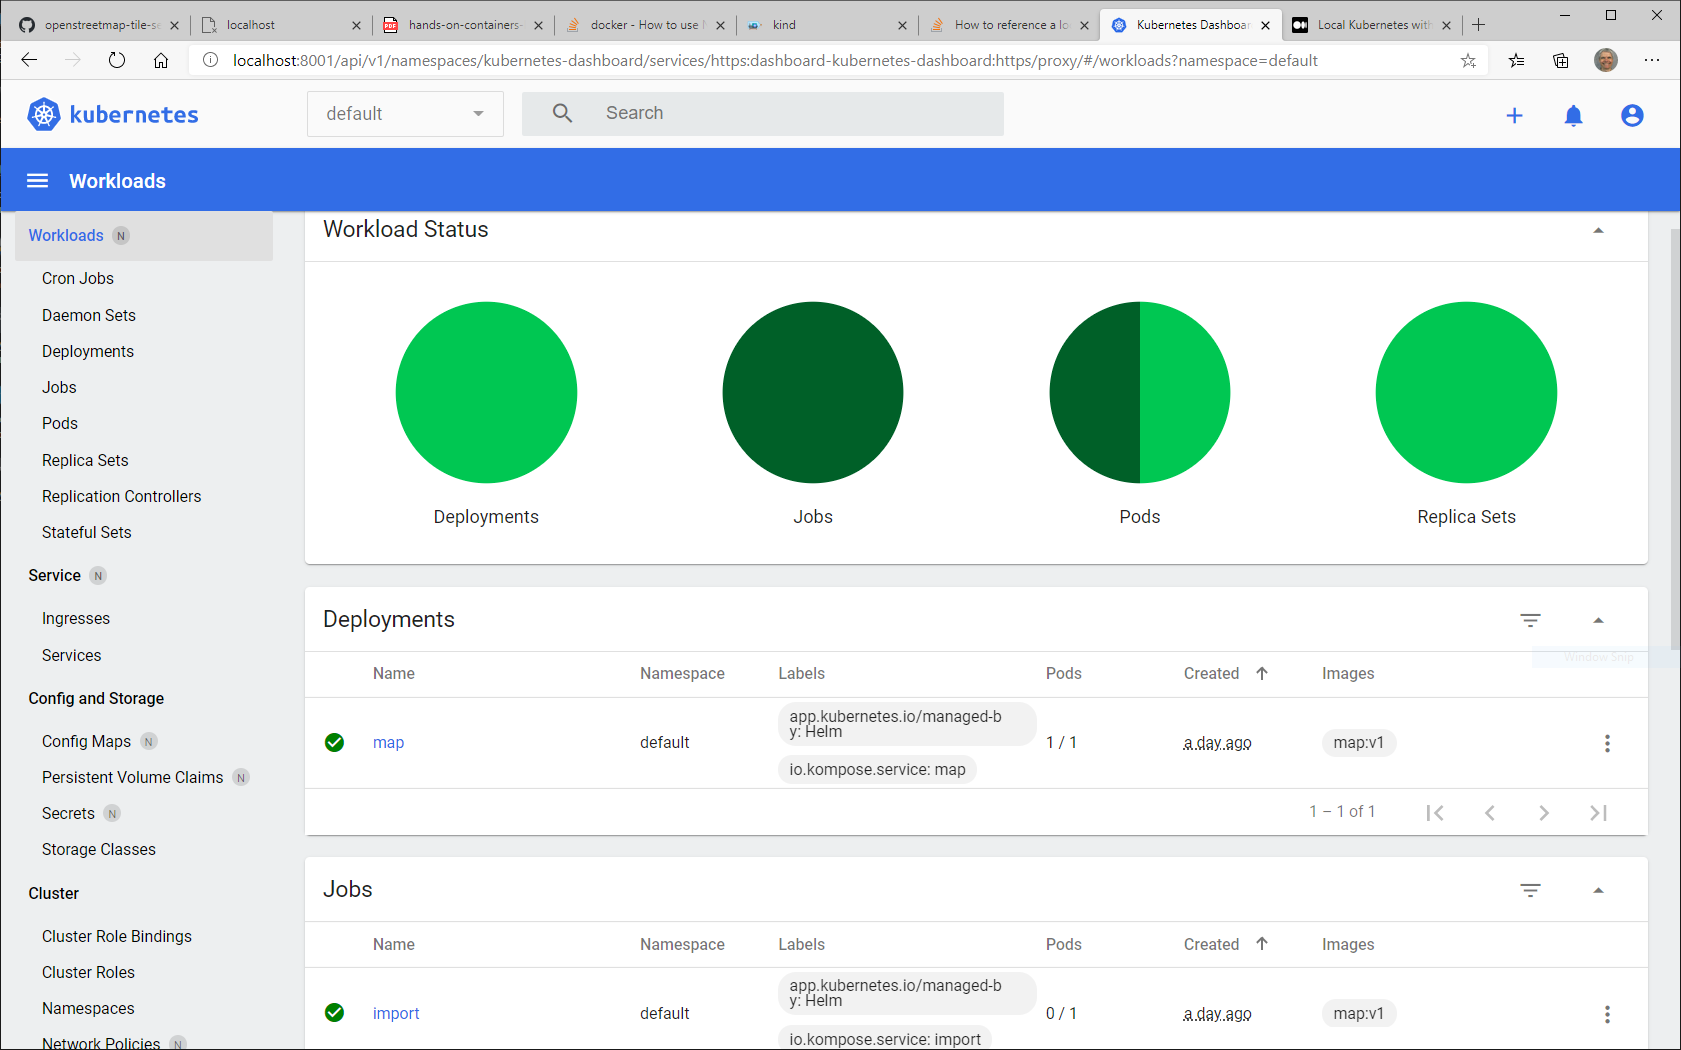 openstreetmap-tile-se
localhost
hands-on-containers-
docker - How to use
kind
How to reference a lo
Kubernetes Dashboar
Local Kubernetes with
localhost:8001/api/v1/namespaces/kubernetes-dashboard/services/https:dashboard-kubernetes-dashboard:https/proxy/#/workloads?namespace=default
kubernetes
default
Search
Workloads
Workloads N
Cron Jobs
Daemon Sets
Deployments
Jobs
Pods
Replica Sets
Replication Controllers
Stateful Sets
Service N
Ingresses
Services
Config and Storage
Config Maps N
Persistent Volume Claims N
Secrets N
Storage Classes
Cluster
Cluster Role Bindings
Cluster Roles
Namespaces
Network Policies N
Workload Status
Deployments
Jobs
Pods
Replica Sets
Deployments
Window Snip
Name Namespace Labels Pods Created Images
map default app.kubernetes.io/managed-b
y: Helm
io.kompose.service: map
1 / 1 a day ago map:v1
1 – 1 of 1
Jobs
Name Namespace Labels Pods Created Images
import default app.kubernetes.io/managed-b
y: Helm
io.kompose.service: import
0 / 1 a day ago map:v1